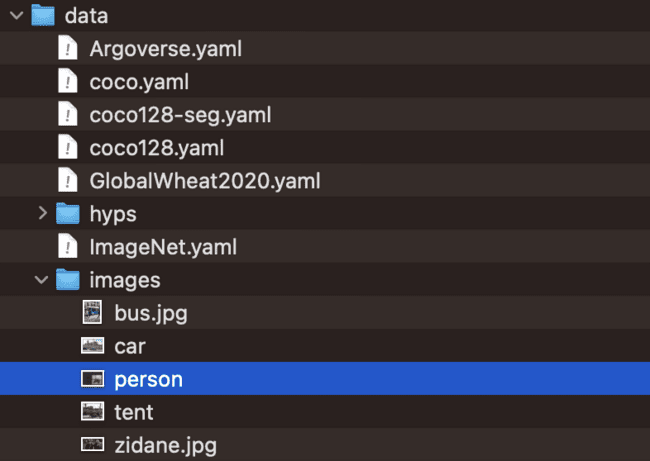 data
Argoverse.yaml
coco.yaml
coco128-seg.yaml
coco128.yaml
GlobalWheat2020.yaml
hyps
ImageNet.yaml
images
bus.jpg
car
person
tent
zidane.jpg